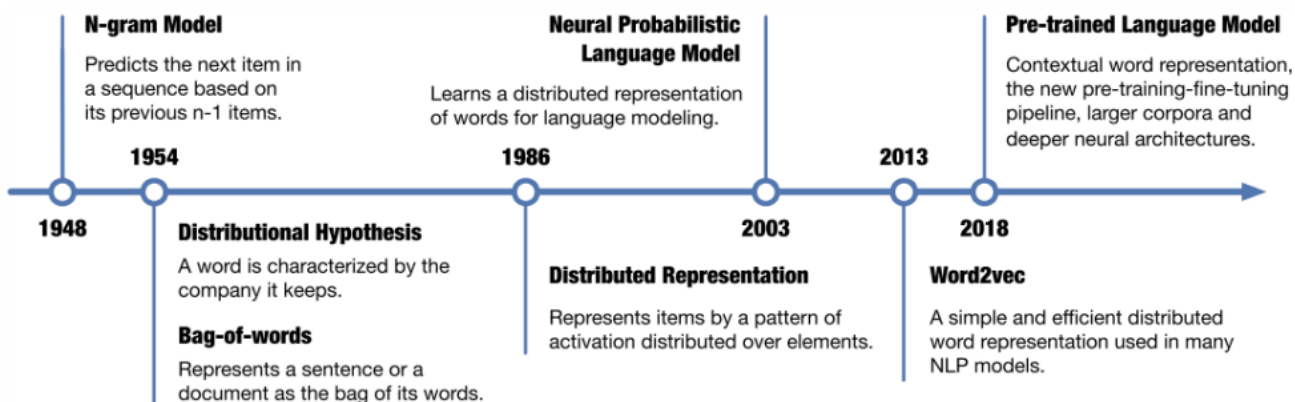 N-gram Model
Predicts the next item in
a sequence based on
its previous n-1 items.
1948
1954
Distributional Hypothesis
A word is characterized by the
company it keeps.
Bag-of-words
Represents a sentence or a
document as the bag of its words.
1986
Distributed Representation
Represents items by a pattern of
activation distributed over elements.
Neural Probabilistic
Language Model
Learns a distributed representation
of words for language modeling.
2003
2013
Word2vec
A simple and efficient distributed
word representation used in many
NLP models.
Pre-trained Language Model
Contextual word representation,
the new pre-training-fine-tuning
pipeline, larger corpora and
deeper neural architectures.
2018